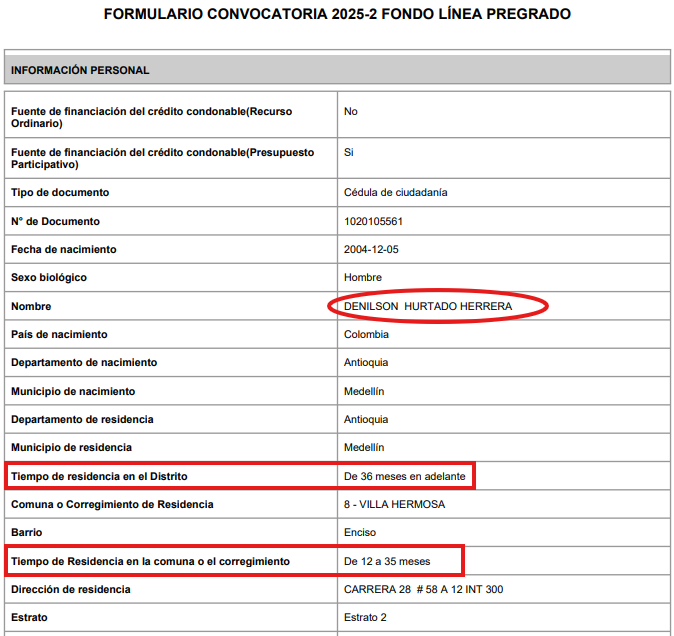 FORMULARIO CONVOCATORIA 2025-2 FONDO LÍNEA PREGRADO
INFORMACIÓN PERSONAL
Fuente de financiación del crédito condonable(Recurso Ordinario) No
Fuente de financiación del crédito condonable(Presupuesto Participativo) Si
Tipo de documento Cédula de ciudadanía
N° de Documento 1020105561
Fecha de nacimiento 2004-12-05
Sexo biológico Hombre
Nombre DENILSON HURTADO HERRERA
País de nacimiento Colombia
Departamento de nacimiento Antioquia
Municipio de nacimiento Medellín
Departamento de residencia Antioquia
Municipio de residencia Medellín
Tiempo de residencia en el Distrito De 36 meses en adelante
Comuna o Corregimiento de Residencia 8 - VILLA HERMOSA
Barrio Enciso
Tiempo de Residencia en la comuna o el corregimiento De 12 a 35 meses
Dirección de residencia CARRERA 28 # 58 A 12 INT 300
Estrato Estrato 2